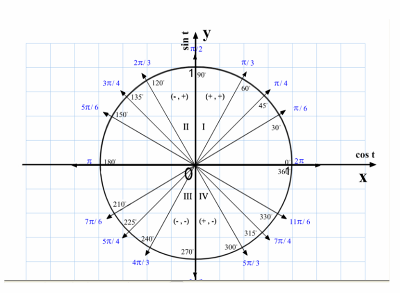 sin t
y
π/2
2π/ 3
π/ 3
1
90'
120'
60'
3π/ 4
π/ 4
135'
(- , +)
(+ , +)
45'
5π/ 6
π/ 6
150'
II
I
30'
cos t
π
180'
0'
2π
0
360'
1
x
III
IV
210'
330'
7π/ 6
(- , -)
(+ , -)
11π/ 6
225'
315'
5π/ 4
240'
300'
7π/ 4
270'
4π/ 3
5π/ 3